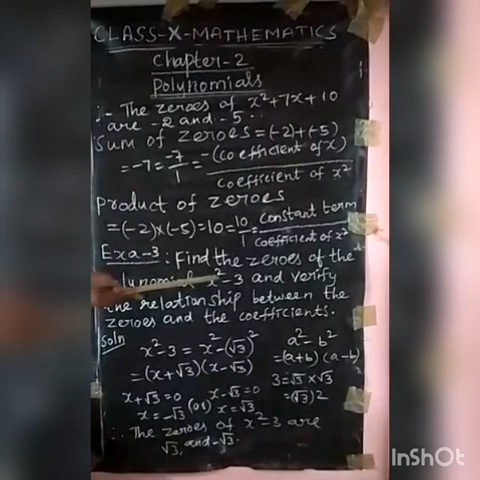 CLASS-X-MATHEMATICS
Chapter-2
Polynomials
∴- The zeroes of x²+7x+10
are -2 and -5.
Sum of zeroes=(-2)+(-5)
=-7=-7/1=-(coefficient of x)/coefficient of x²
Product of zeroes
=(-2)×(-5)=10=10/1=Constant term/coefficient of x²
Exa-3: Find the zeroes of the
x²-3 and verify
the relationship between the
zeroes and the coefficients.
Soln
x²-3=x²-(√3)²
=(x+√3)(x-√3)
x+√3=0 x-√3=0
x=-√3 (or) x=√3
∴ The zeroes of x²-3 are
√3, and -√3.
a²-b²
=(a+b)(a-b)
3=√3×√3
=(√3)2
InShOt